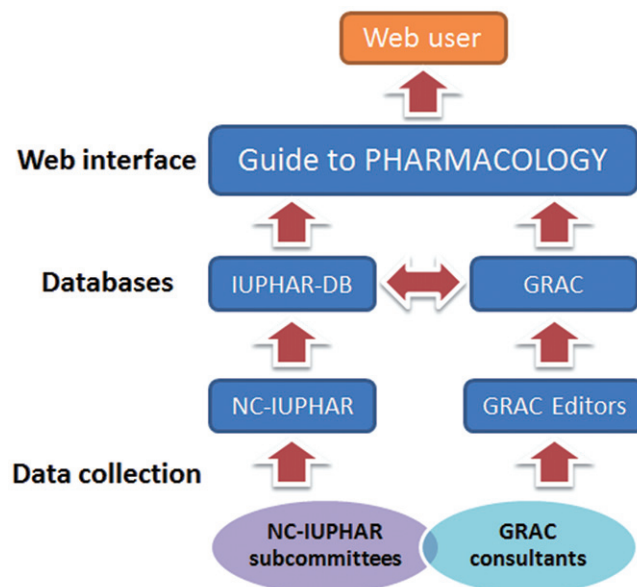 Web user
Web interface
Guide to PHARMACOLOGY
Databases
IUPHAR-DB
GRAC
NC-IUPHAR
GRAC Editors
Data collection
NC-IUPHAR
subcommittees
GRAC
consultants